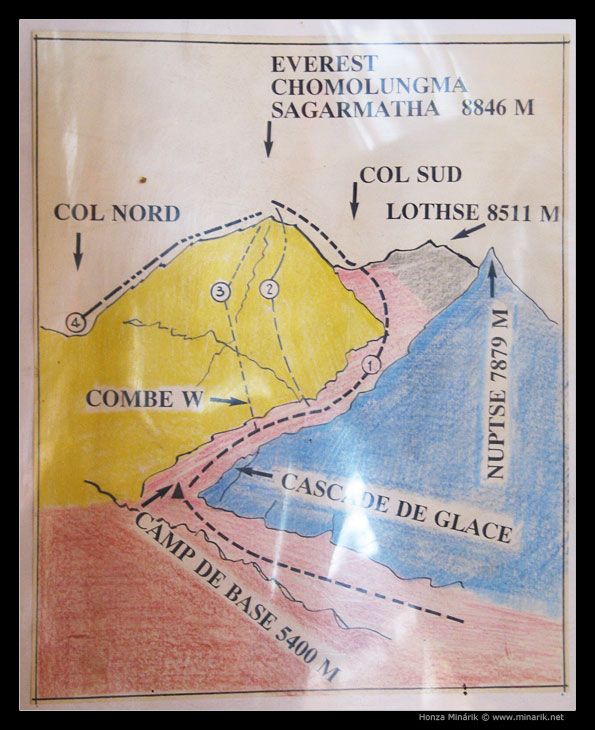 EVEREST
CHOMOLUNGMA
SAGARMATHA 8846 M
COL SUD
COL NORD
LOTHSE 8511 M
3
2
4
NUPTSE 7879 M
1
COMBE W
CASCADE DE GLACE
CAMP DE BASE 5400 M
Honza Minárik © www.minarik.net